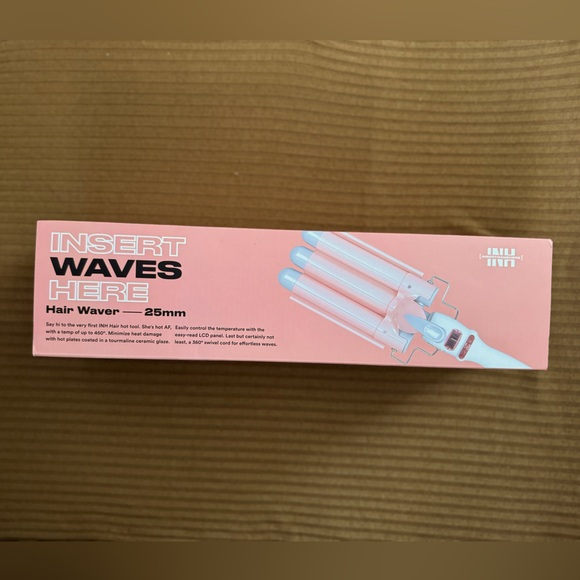 INSERT
WAVES
HERE
Hair Waver — 25mm
Say hi to the very first INH Hair hot tool. She's hot AF,
with a temp of up to 450°. Minimize heat damage
with hot plates coated in a tourmaline ceramic glaze.
Easily control the temperature with the
easy-read LCD panel. Last but certainly not
least, a 360° swivel cord for effortless waves.
INH